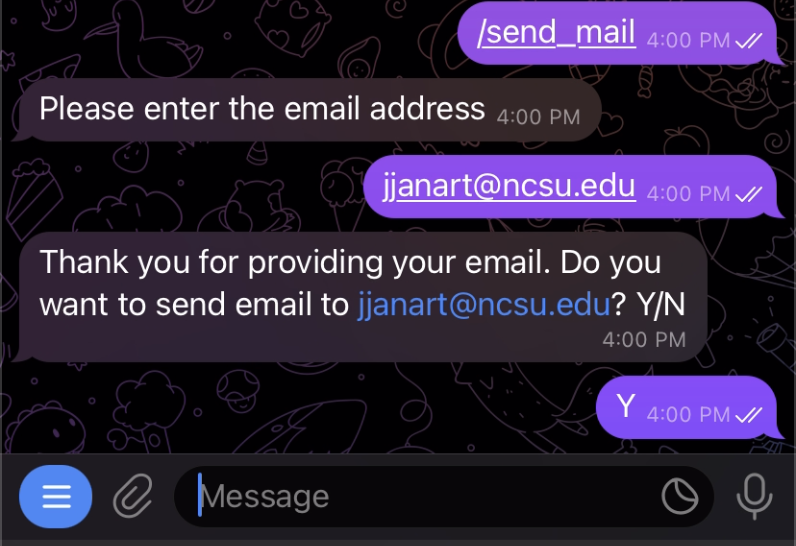 /send_mail 4:00 PM
Please enter the email address 4:00 PM
jjanart@ncsu.edu 4:00 PM
Thank you for providing your email. Do you
want to send email to jjanart@ncsu.edu? Y/N
4:00 PM
Y 4:00 PM
Message